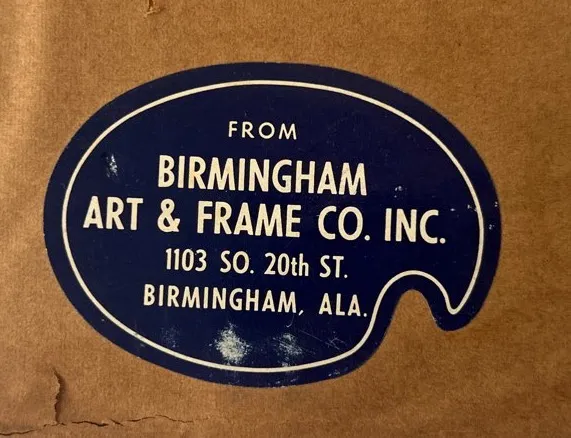 FROM
BIRMINGHAM
ART & FRAME CO. INC.
1103 SO. 20th ST.
BIRMINGHAM, ALA.